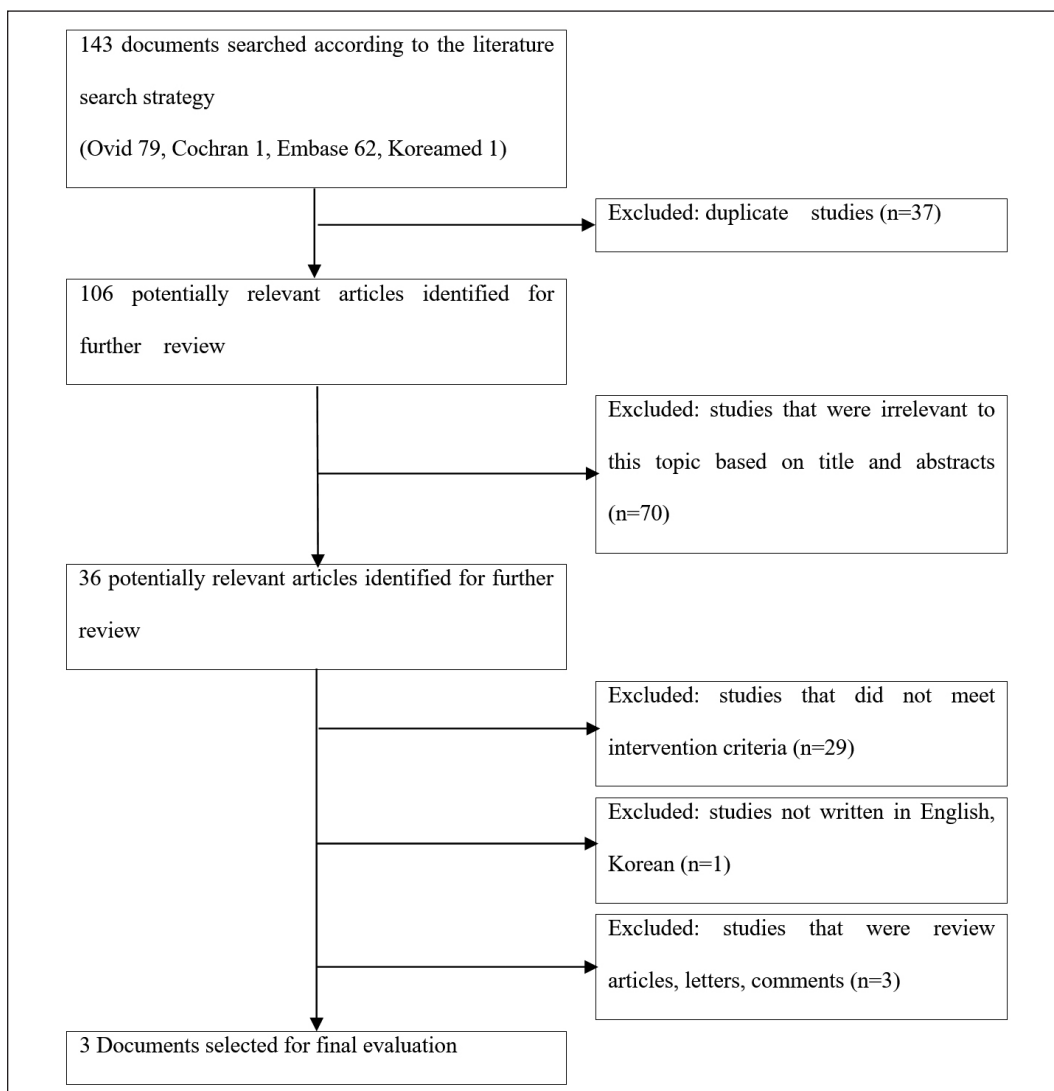 143 documents searched according to the literature
search strategy
(Ovid 79, Cochran 1, Embase 62, Koreamed 1)
Excluded: duplicate studies (n=37)
106 potentially relevant articles identified for
further review
Excluded: studies that were irrelevant to
this topic based on title and abstracts
(n=70)
36 potentially relevant articles identified for further
review
Excluded: studies that did not meet
intervention criteria (n=29)
Excluded: studies not written in English,
Korean (n=1)
Excluded: studies that were review
articles, letters, comments (n=3)
3 Documents selected for final evaluation